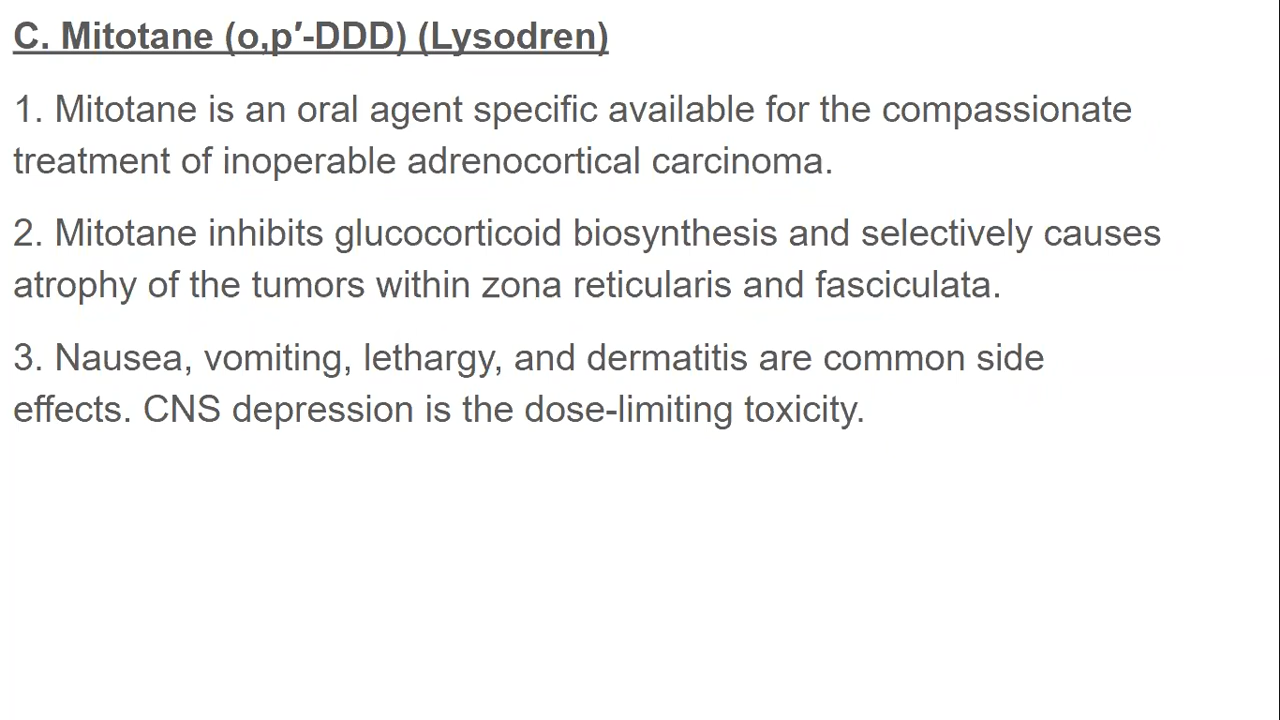 C. Mitotane (o,p′-DDD) (Lysodren)
1. Mitotane is an oral agent specific available for the compassionate
treatment of inoperable adrenocortical carcinoma.
2. Mitotane inhibits glucocorticoid biosynthesis and selectively causes
atrophy of the tumors within zona reticularis and fasciculata.
3. Nausea, vomiting, lethargy, and dermatitis are common side
effects. CNS depression is the dose-limiting toxicity.